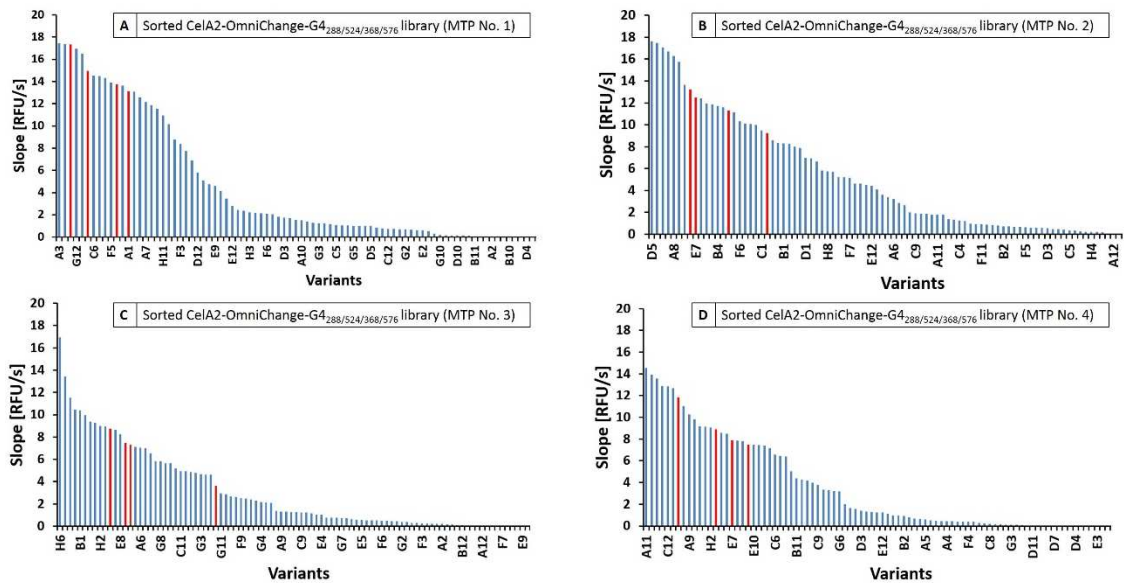 A Sorted CelA2-OmniChange-G4288/524/368/576 library (MTP No. 1)
Slope [RFU/s]
20
18
16
14
12
10
8
6
4
2
0
A3 G12 C6 F5 A1 A7 H11 F3 D12 E9 E12 H3 F6 D3 A10 G3 C5 G5 D5 C12 G2 E2 G10 D10 B11 A2 B10 D4
Variants
B Sorted CelA2-OmniChange-G4288/524/368/576 library (MTP No. 2)
Slope [RFU/s]
20
18
16
14
12
10
8
6
4
2
0
D5 A8 E7 B4 F6 C1 B1 D1 H8 F7 E12 A6 C9 A11 C4 F11 B2 F5 D3 C5 H4 A12
Variants
C Sorted CelA2-OmniChange-G4288/524/368/576 library (MTP No. 3)
Slope [RFU/s]
20
18
16
14
12
10
8
6
4
2
0
H6 B1 H2 E8 A6 G8 C11 G3 G11 F9 G4 A9 C9 E4 G7 E5 F6 G2 F3 A2 B12 A12 F7 E9
Variants
D Sorted CelA2-OmniChange-G4288/524/368/576 library (MTP No. 4)
Slope [RFU/s]
20
18
16
14
12
10
8
6
4
2
0
A11 C12 A9 H2 E7 E10 C6 B11 C9 G6 D3 E12 B2 A5 A4 F4 C8 G3 D11 D7 D4 E3
Variants